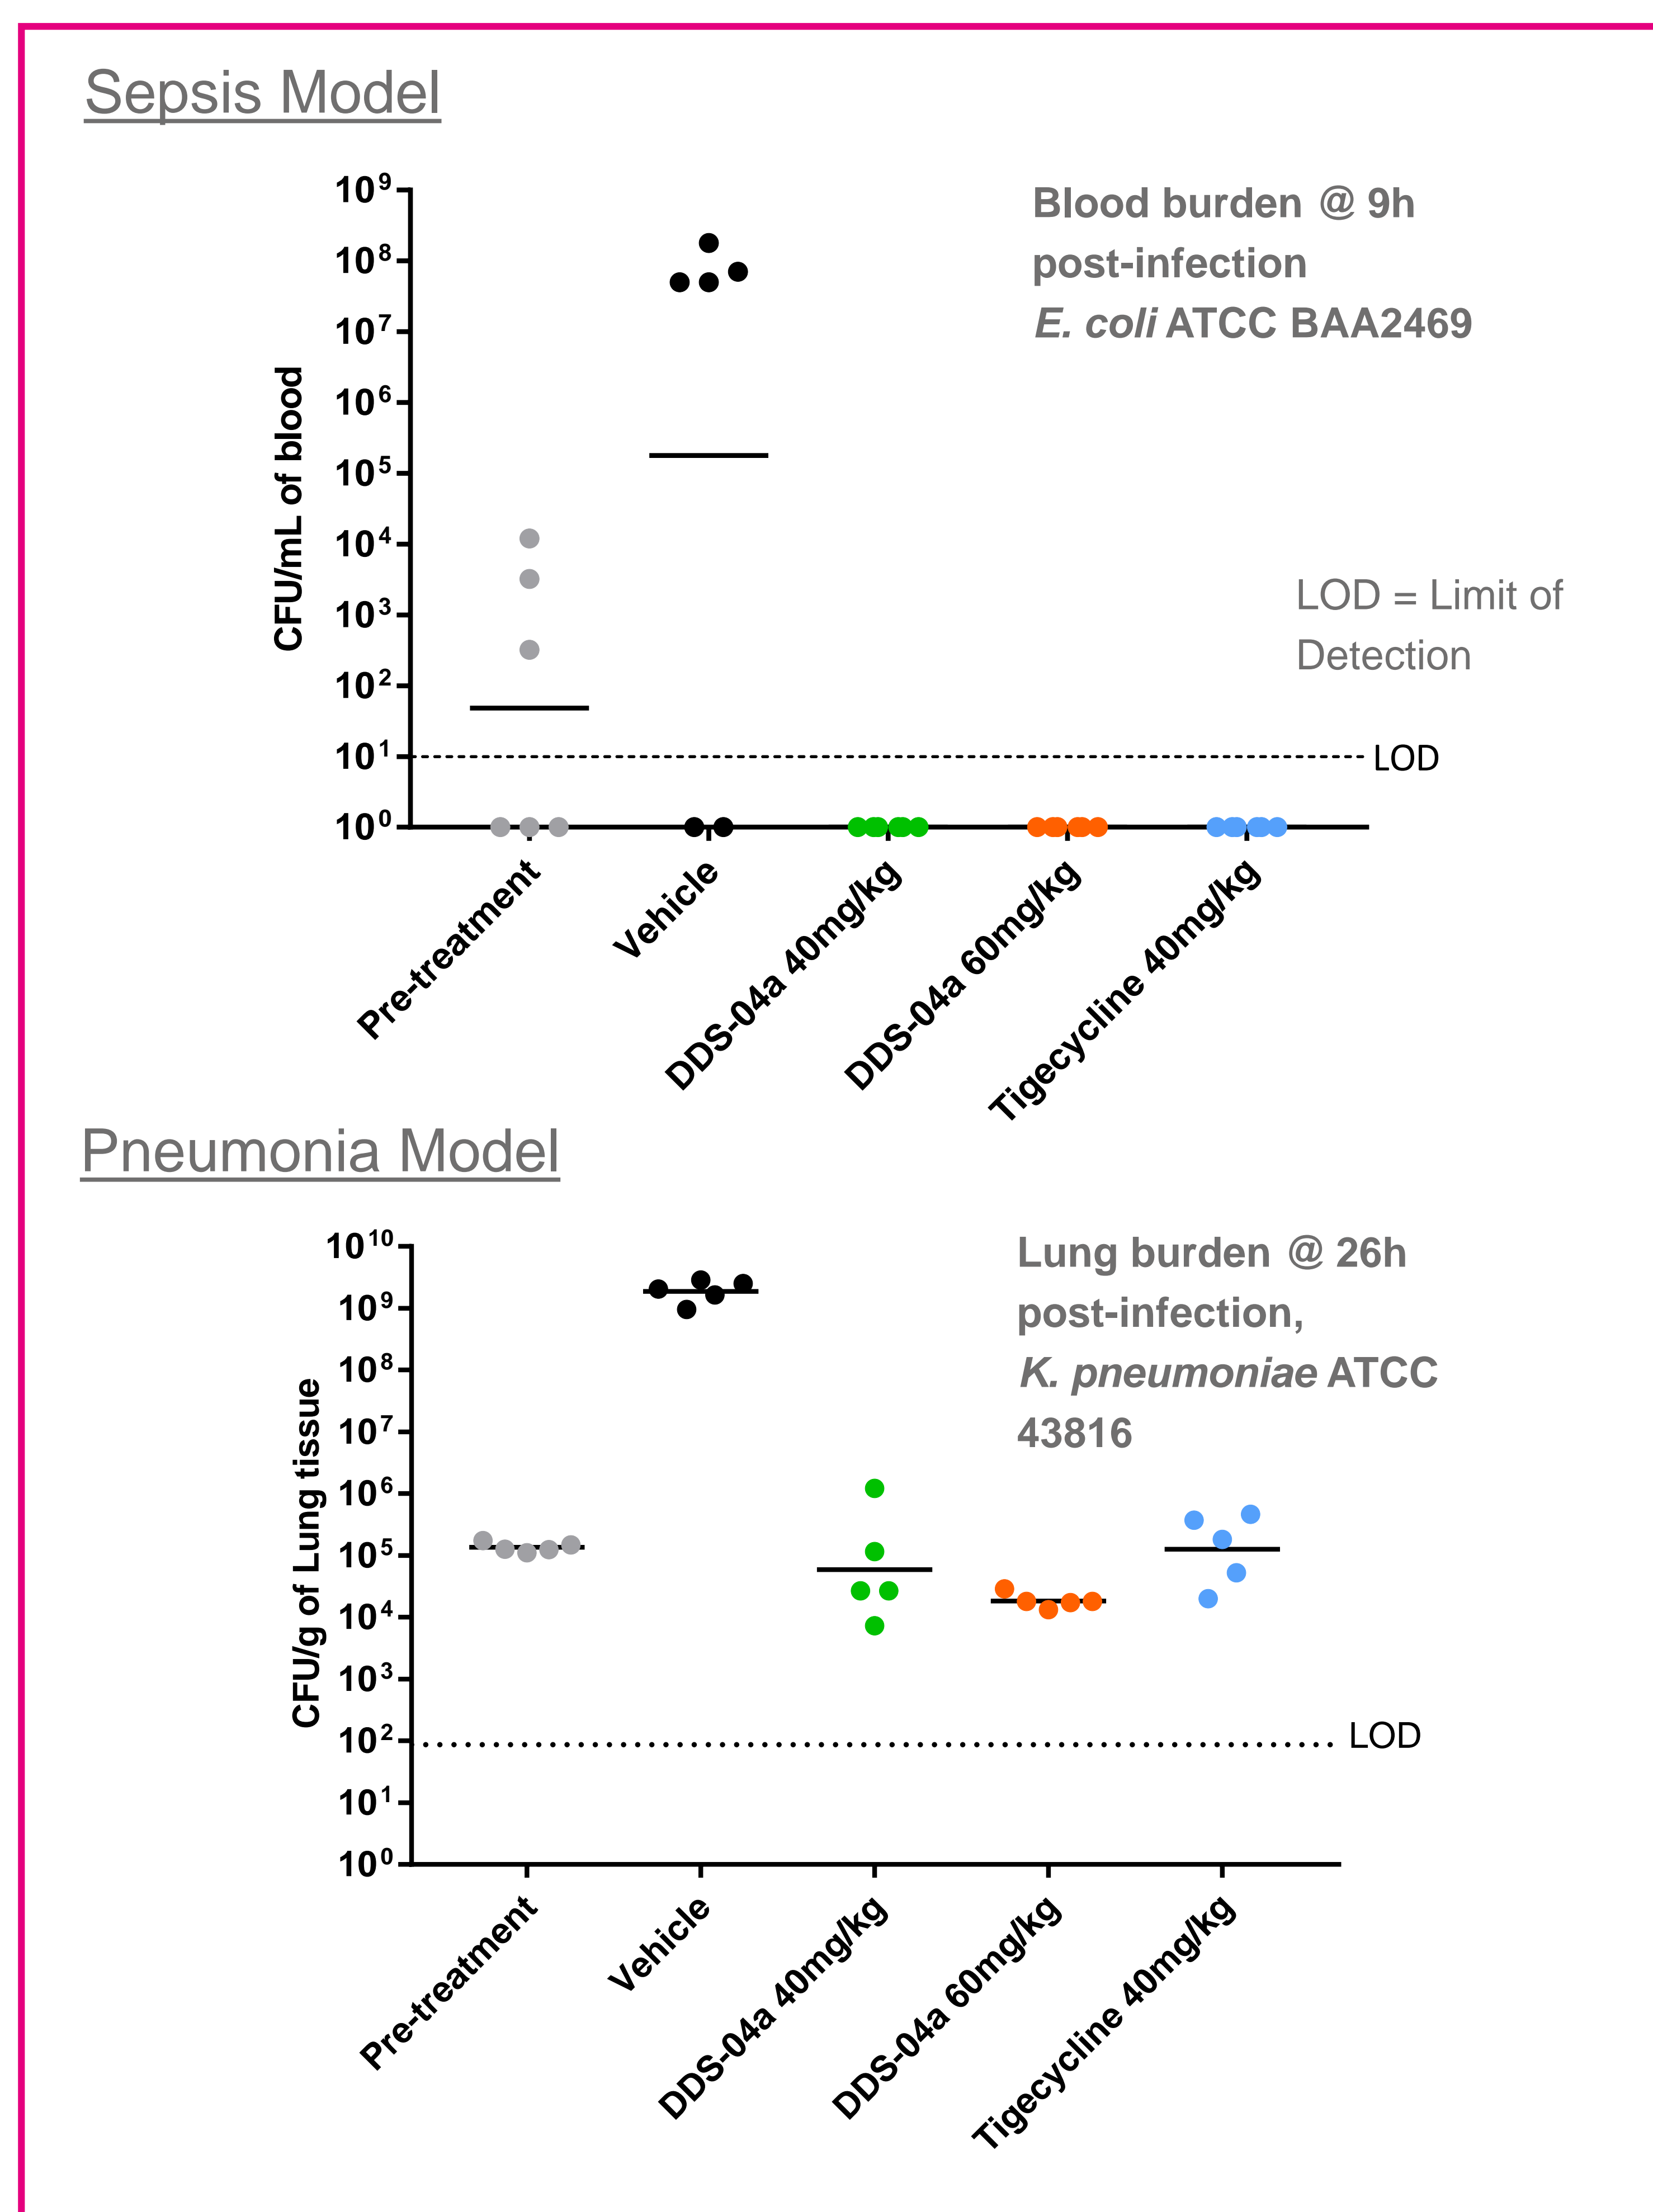 Sepsis Model
10⁹
10⁸
10⁷
10⁶
10⁵
10⁴
10³
10²
10¹
10⁰
CFU/mL of blood
Blood burden @ 9h
post-infection
E. coli ATCC BAA2469
LOD = Limit of
Detection
LOD
Pre-treatment
Vehicle
DDS-04a 40mg/kg
DDS-04a 60mg/kg
Tigecycline 40mg/kg
Pneumonia Model
10¹⁰
10⁹
10⁸
10⁷
10⁶
10⁵
10⁴
10³
10²
10¹
10⁰
CFU/g of Lung tissue
Lung burden @ 26h
post-infection,
K. pneumoniae ATCC
43816
LOD
Pre-treatment
Vehicle
DDS-04a 40mg/kg
DDS-04a 60mg/kg
Tigecycline 40mg/kg